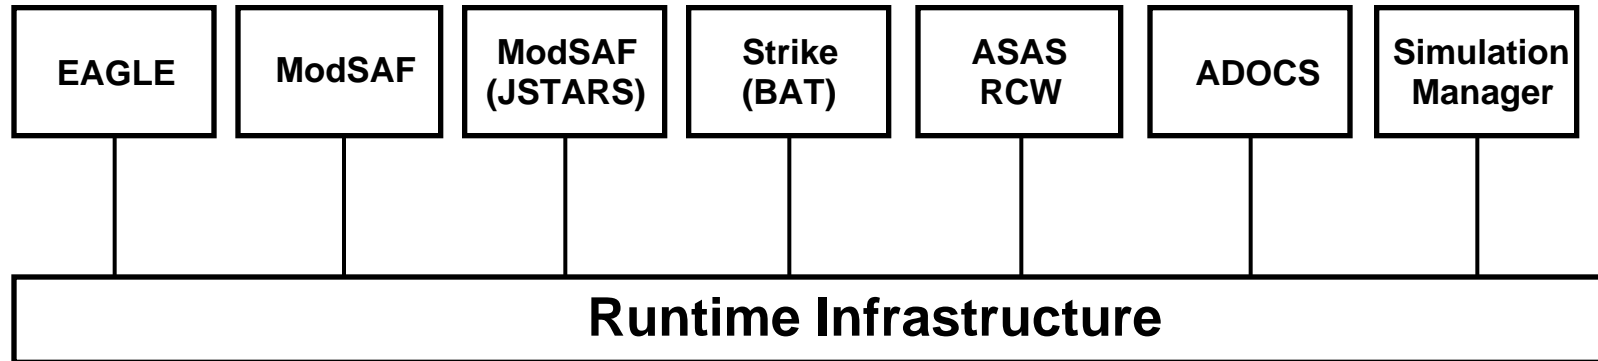 EAGLE
ModSAF
ModSAF
(JSTARS)
Strike
(BAT)
ASAS
RCW
ADOCS
Simulation
Manager
Runtime Infrastructure